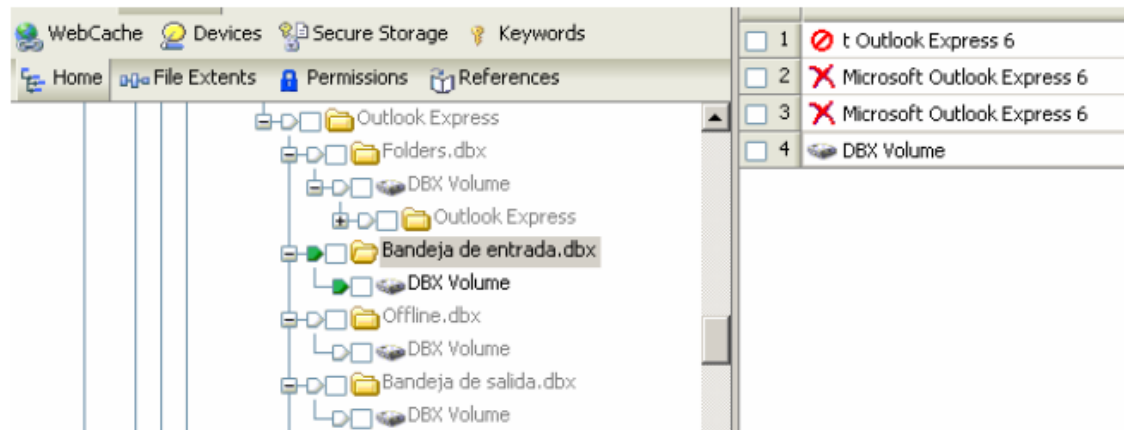 WebCache Devices Secure Storage Keywords
Home File Extents Permissions References
Outlook Express
Folders.dbx
DBX Volume
Outlook Express
Bandeja de entrada.dbx
DBX Volume
Offline.dbx
DBX Volume
Bandeja de salida.dbx
DBX Volume
1 t Outlook Express 6
2 Microsoft Outlook Express 6
3 Microsoft Outlook Express 6
4 DBX Volume